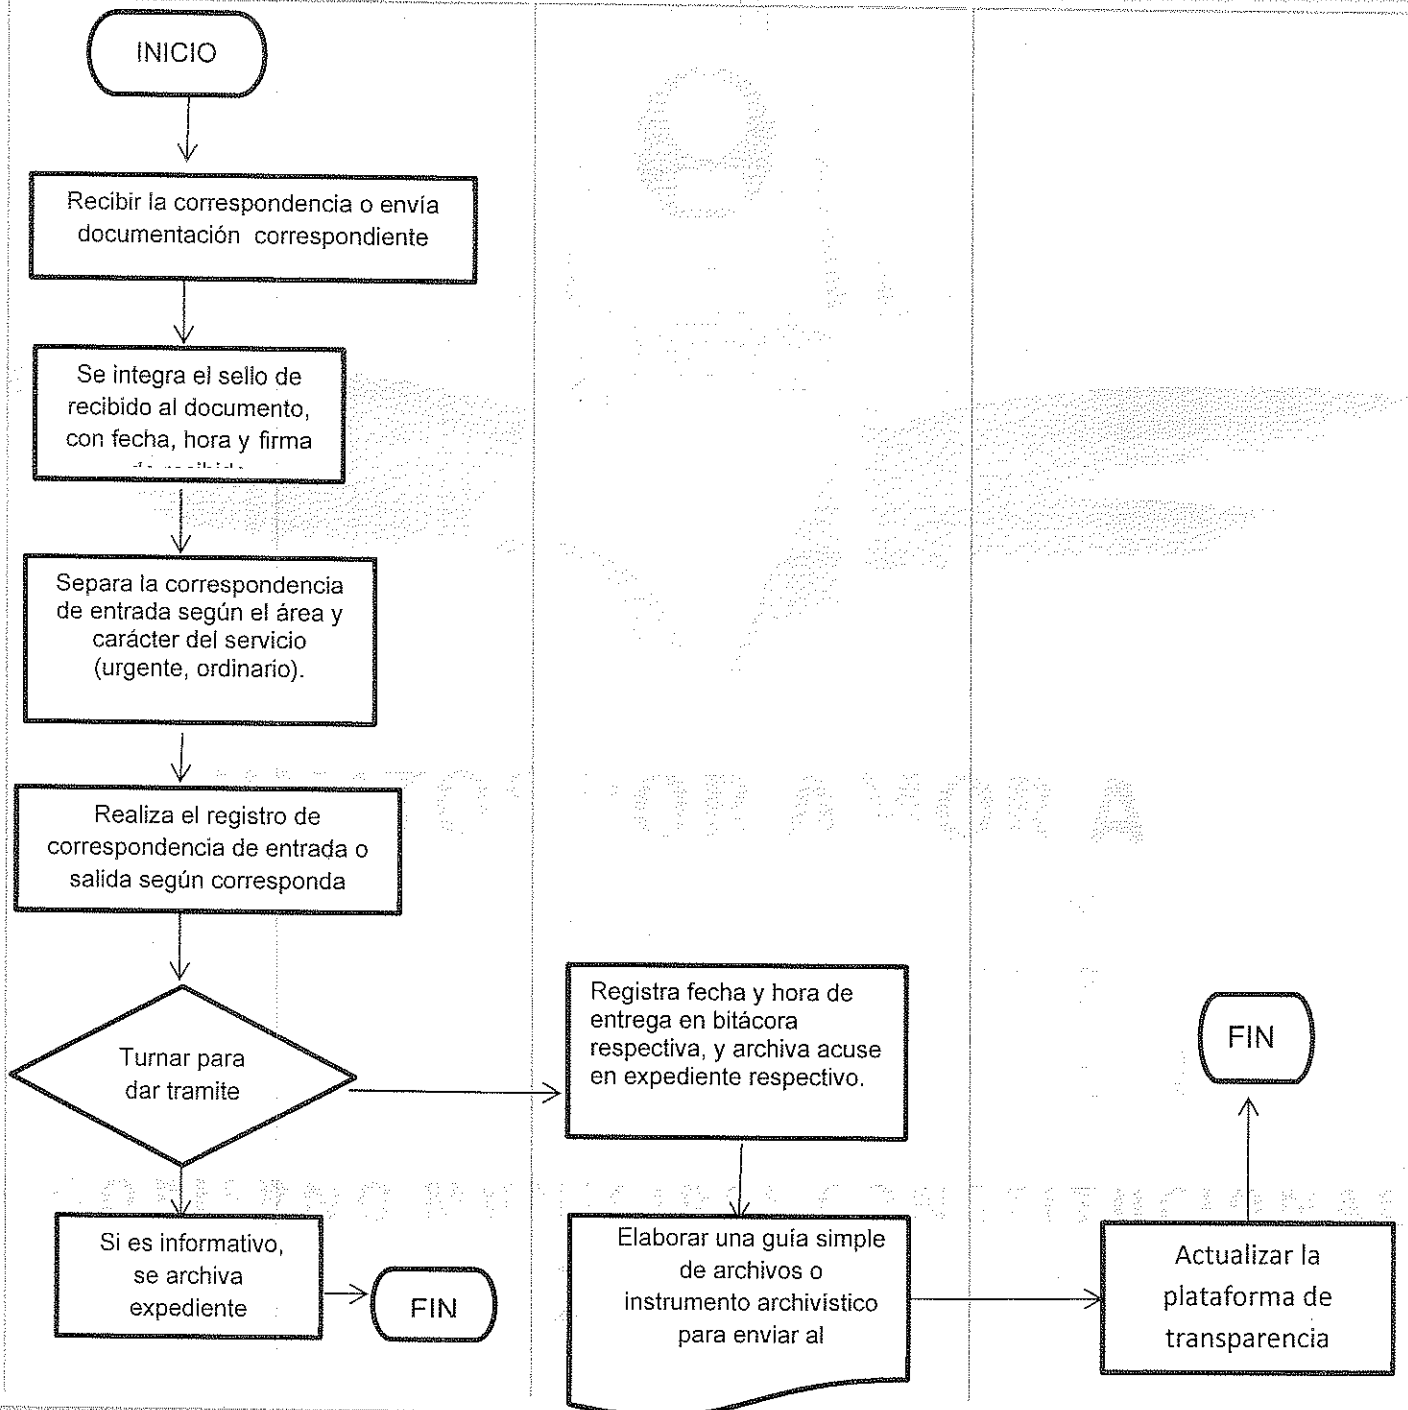 INICIO
Recibir la correspondencia o envía
documentación correspondiente
Se integra el sello de
recibido al documento,
con fecha, hora y firma
Separa la correspondencia
de entrada según el área y
carácter del servicio
(urgente, ordinario).
Realiza el registro de
correspondencia de entrada o
salida según corresponda
Turnar para
dar tramite
Si es informativo,
se archiva
expediente
FIN
Registra fecha y hora de
entrega en bitácora
respectiva, y archiva acuse
en expediente respectivo.
Elaborar una guía simple
de archivos o
instrumento archivístico
para enviar al
Actualizar la
plataforma de
transparencia
FIN